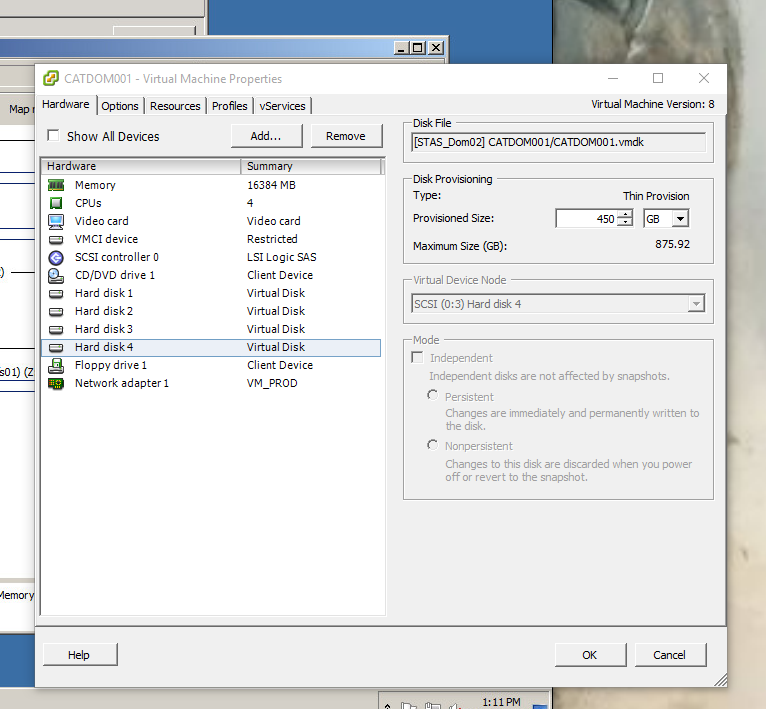 CATDOM001 - Virtual Machine Properties
Hardware Options Resources Profiles vServices
Virtual Machine Version: 8
Show All Devices
Add...
Remove
Hardware Summary
Memory 16384 MB
CPUs 4
Video card Video card
VMCI device Restricted
SCSI controller 0 LSI Logic SAS
CD/DVD drive 1 Client Device
Hard disk 1 Virtual Disk
Hard disk 2 Virtual Disk
Hard disk 3 Virtual Disk
Hard disk 4 Virtual Disk
Floppy drive 1 Client Device
Network adapter 1 VM_PROD
Disk File
[STAS_Dom02] CATDOM001/CATDOM001.vmdk
Disk Provisioning
Type: Thin Provision
Provisioned Size: 450 GB
Maximum Size (GB): 875.92
Virtual Device Node
SCSI (0:3) Hard disk 4
Mode
Independent
Independent disks are not affected by snapshots.
Persistent
Changes are immediately and permanently written to
the disk.
Nonpersistent
Changes to this disk are discarded when you power
off or revert to the snapshot.
Help
OK
Cancel
Map
s01) (Z
Memory
1:11 PM